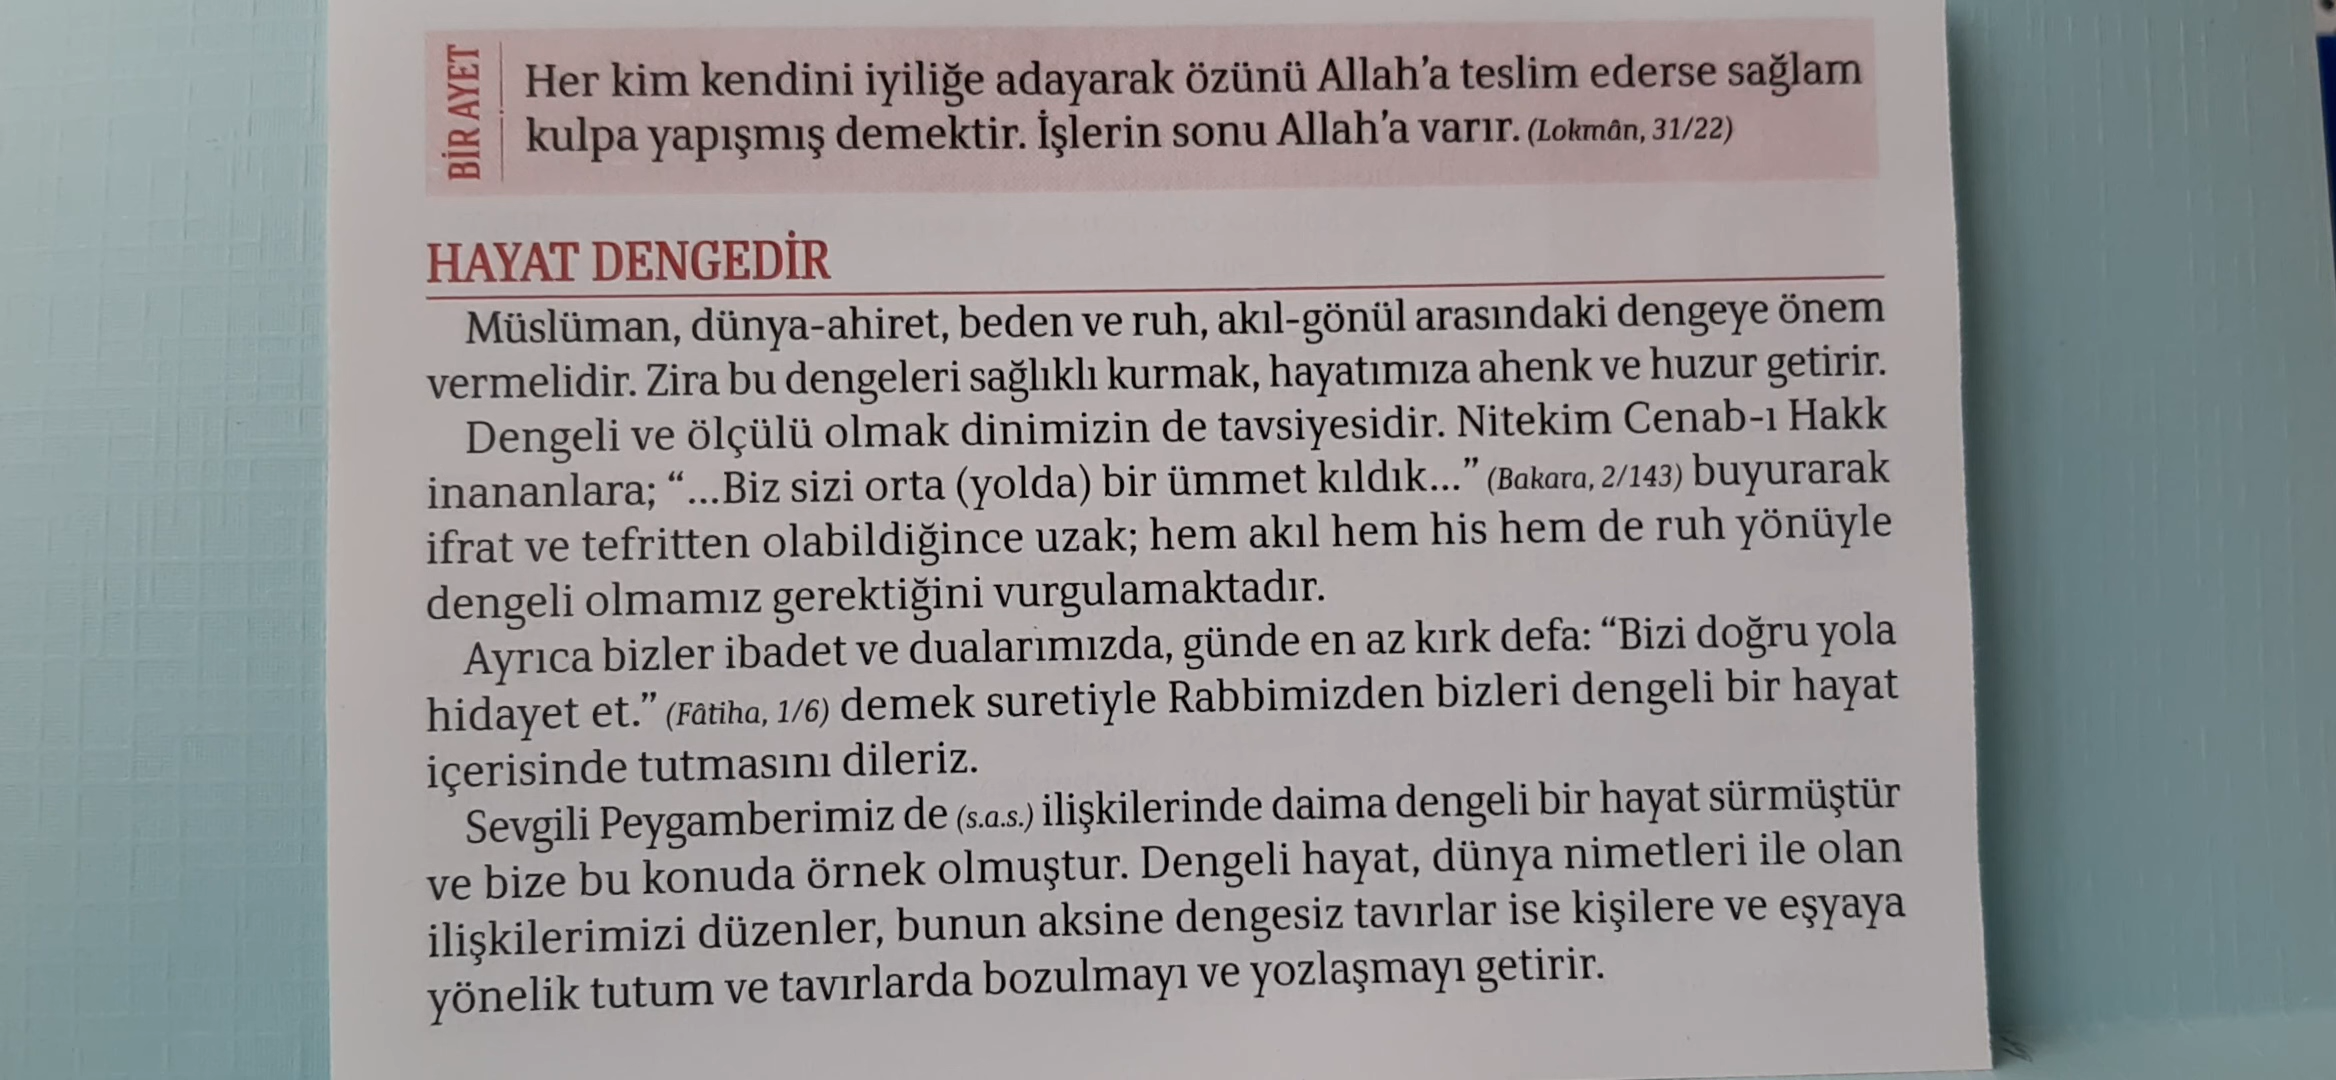 BİR AYET
Her kim kendini iyiliğe adayarak özünü Allah’a teslim ederse sağlam
kulpa yapışmış demektir. İşlerin sonu Allah’a varır. (Lokmân, 31/22)
HAYAT DENGEDİR
Müslüman, dünya-ahiret, beden ve ruh, akıl-gönül arasındaki dengeye önem
vermelidir. Zira bu dengeleri sağlıklı kurmak, hayatımıza ahenk ve huzur getirir.
Dengeli ve ölçülü olmak dinimizin de tavsiyesidir. Nitekim Cenab-ı Hakk
inananlara; “...Biz sizi orta (yolda) bir ümmet kıldık...” (Bakara, 2/143) buyurarak
ifrat ve tefritten olabildiğince uzak; hem akıl hem his hem de ruh yönüyle
dengeli olmamız gerektiğini vurgulamaktadır.
Ayrıca bizler ibadet ve dualarımızda, günde en az kırk defa: “Bizi doğru yola
hidayet et.” (Fâtiha, 1/6) demek suretiyle Rabbimizden bizleri dengeli bir hayat
içerisinde tutmasını dileriz.
Sevgili Peygamberimiz de (s.a.s.) ilişkilerinde daima dengeli bir hayat sürmüştür
ve bize bu konuda örnek olmuştur. Dengeli hayat, dünya nimetleri ile olan
ilişkilerimizi düzenler, bunun aksine dengesiz tavırlar ise kişilere ve eşyaya
yönelik tutum ve tavırlarda bozulmayı ve yozlaşmayı getirir.